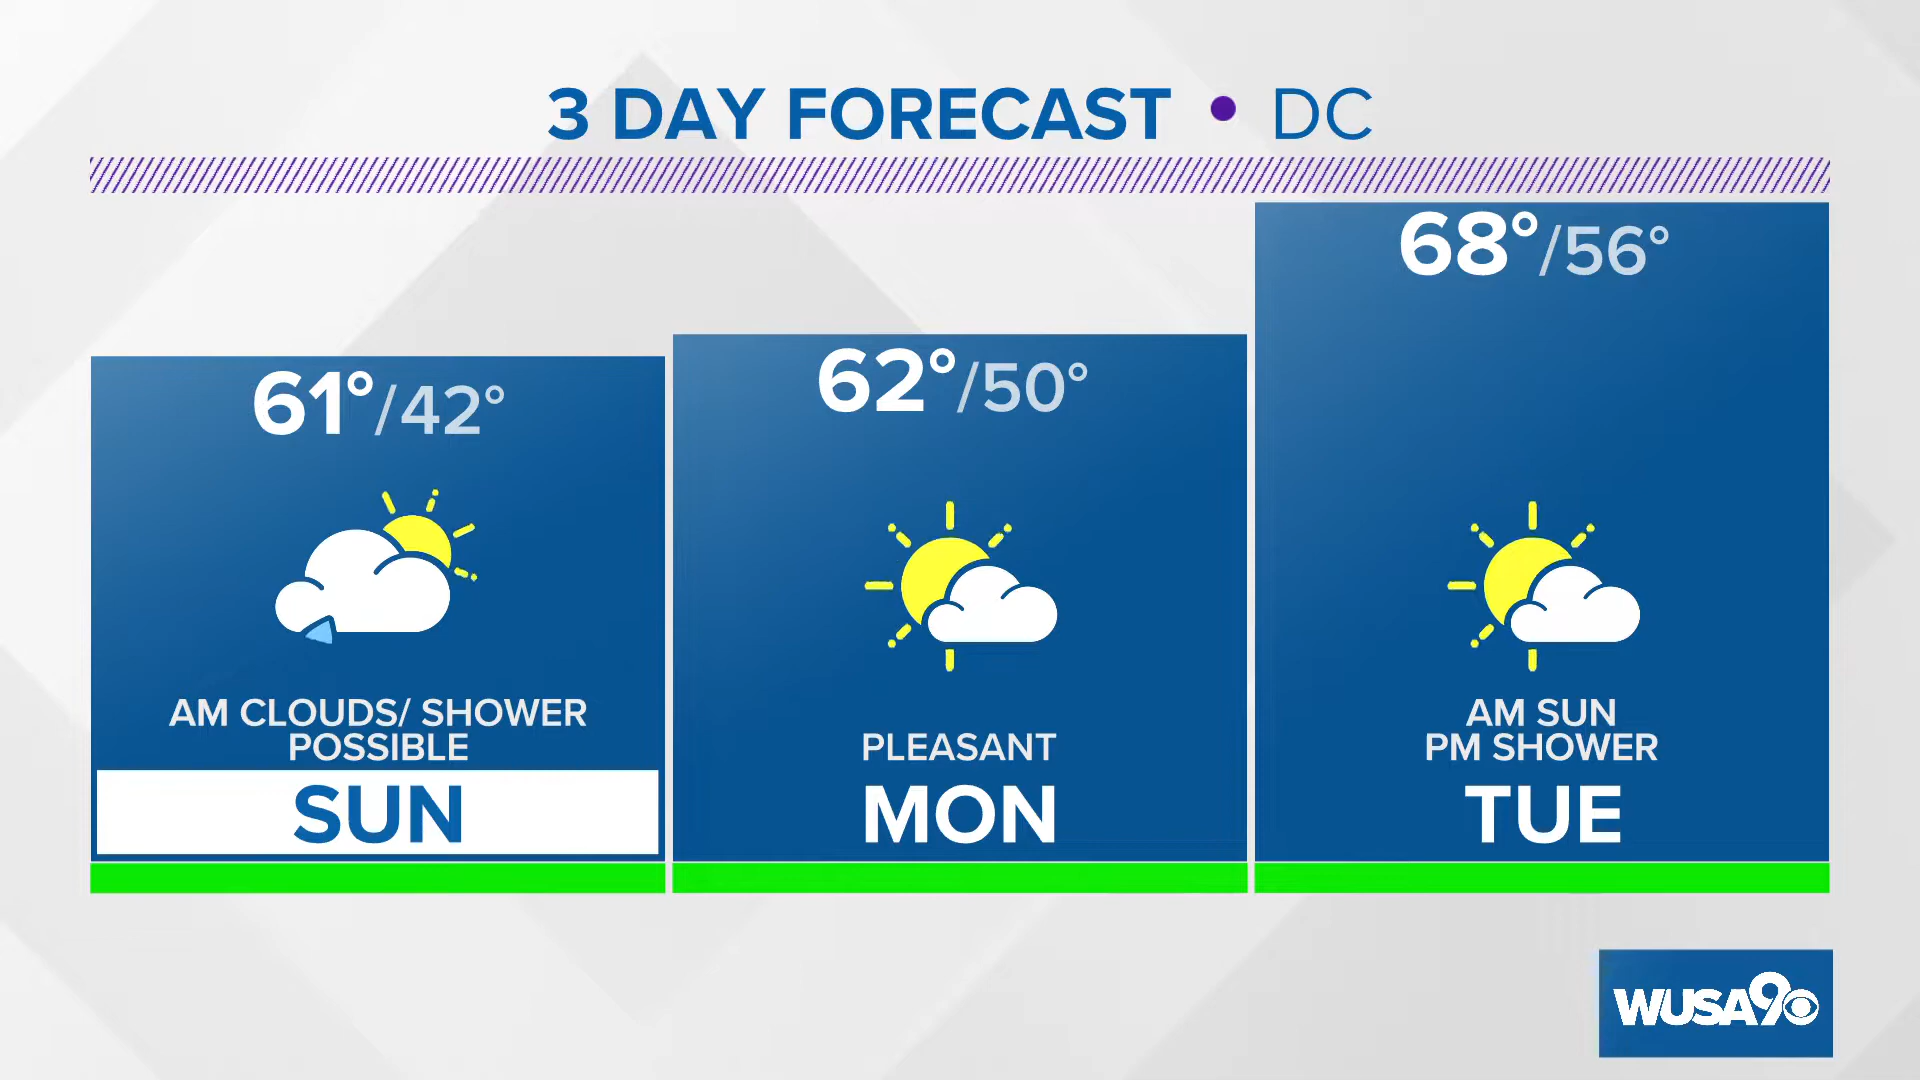 3 DAY FORECAST • DC
61°/42°
AM CLOUDS/ SHOWER
POSSIBLE
SUN
62°/50°
PLEASANT
MON
68°/56°
AM SUN
PM SHOWER
TUE
WUSA9